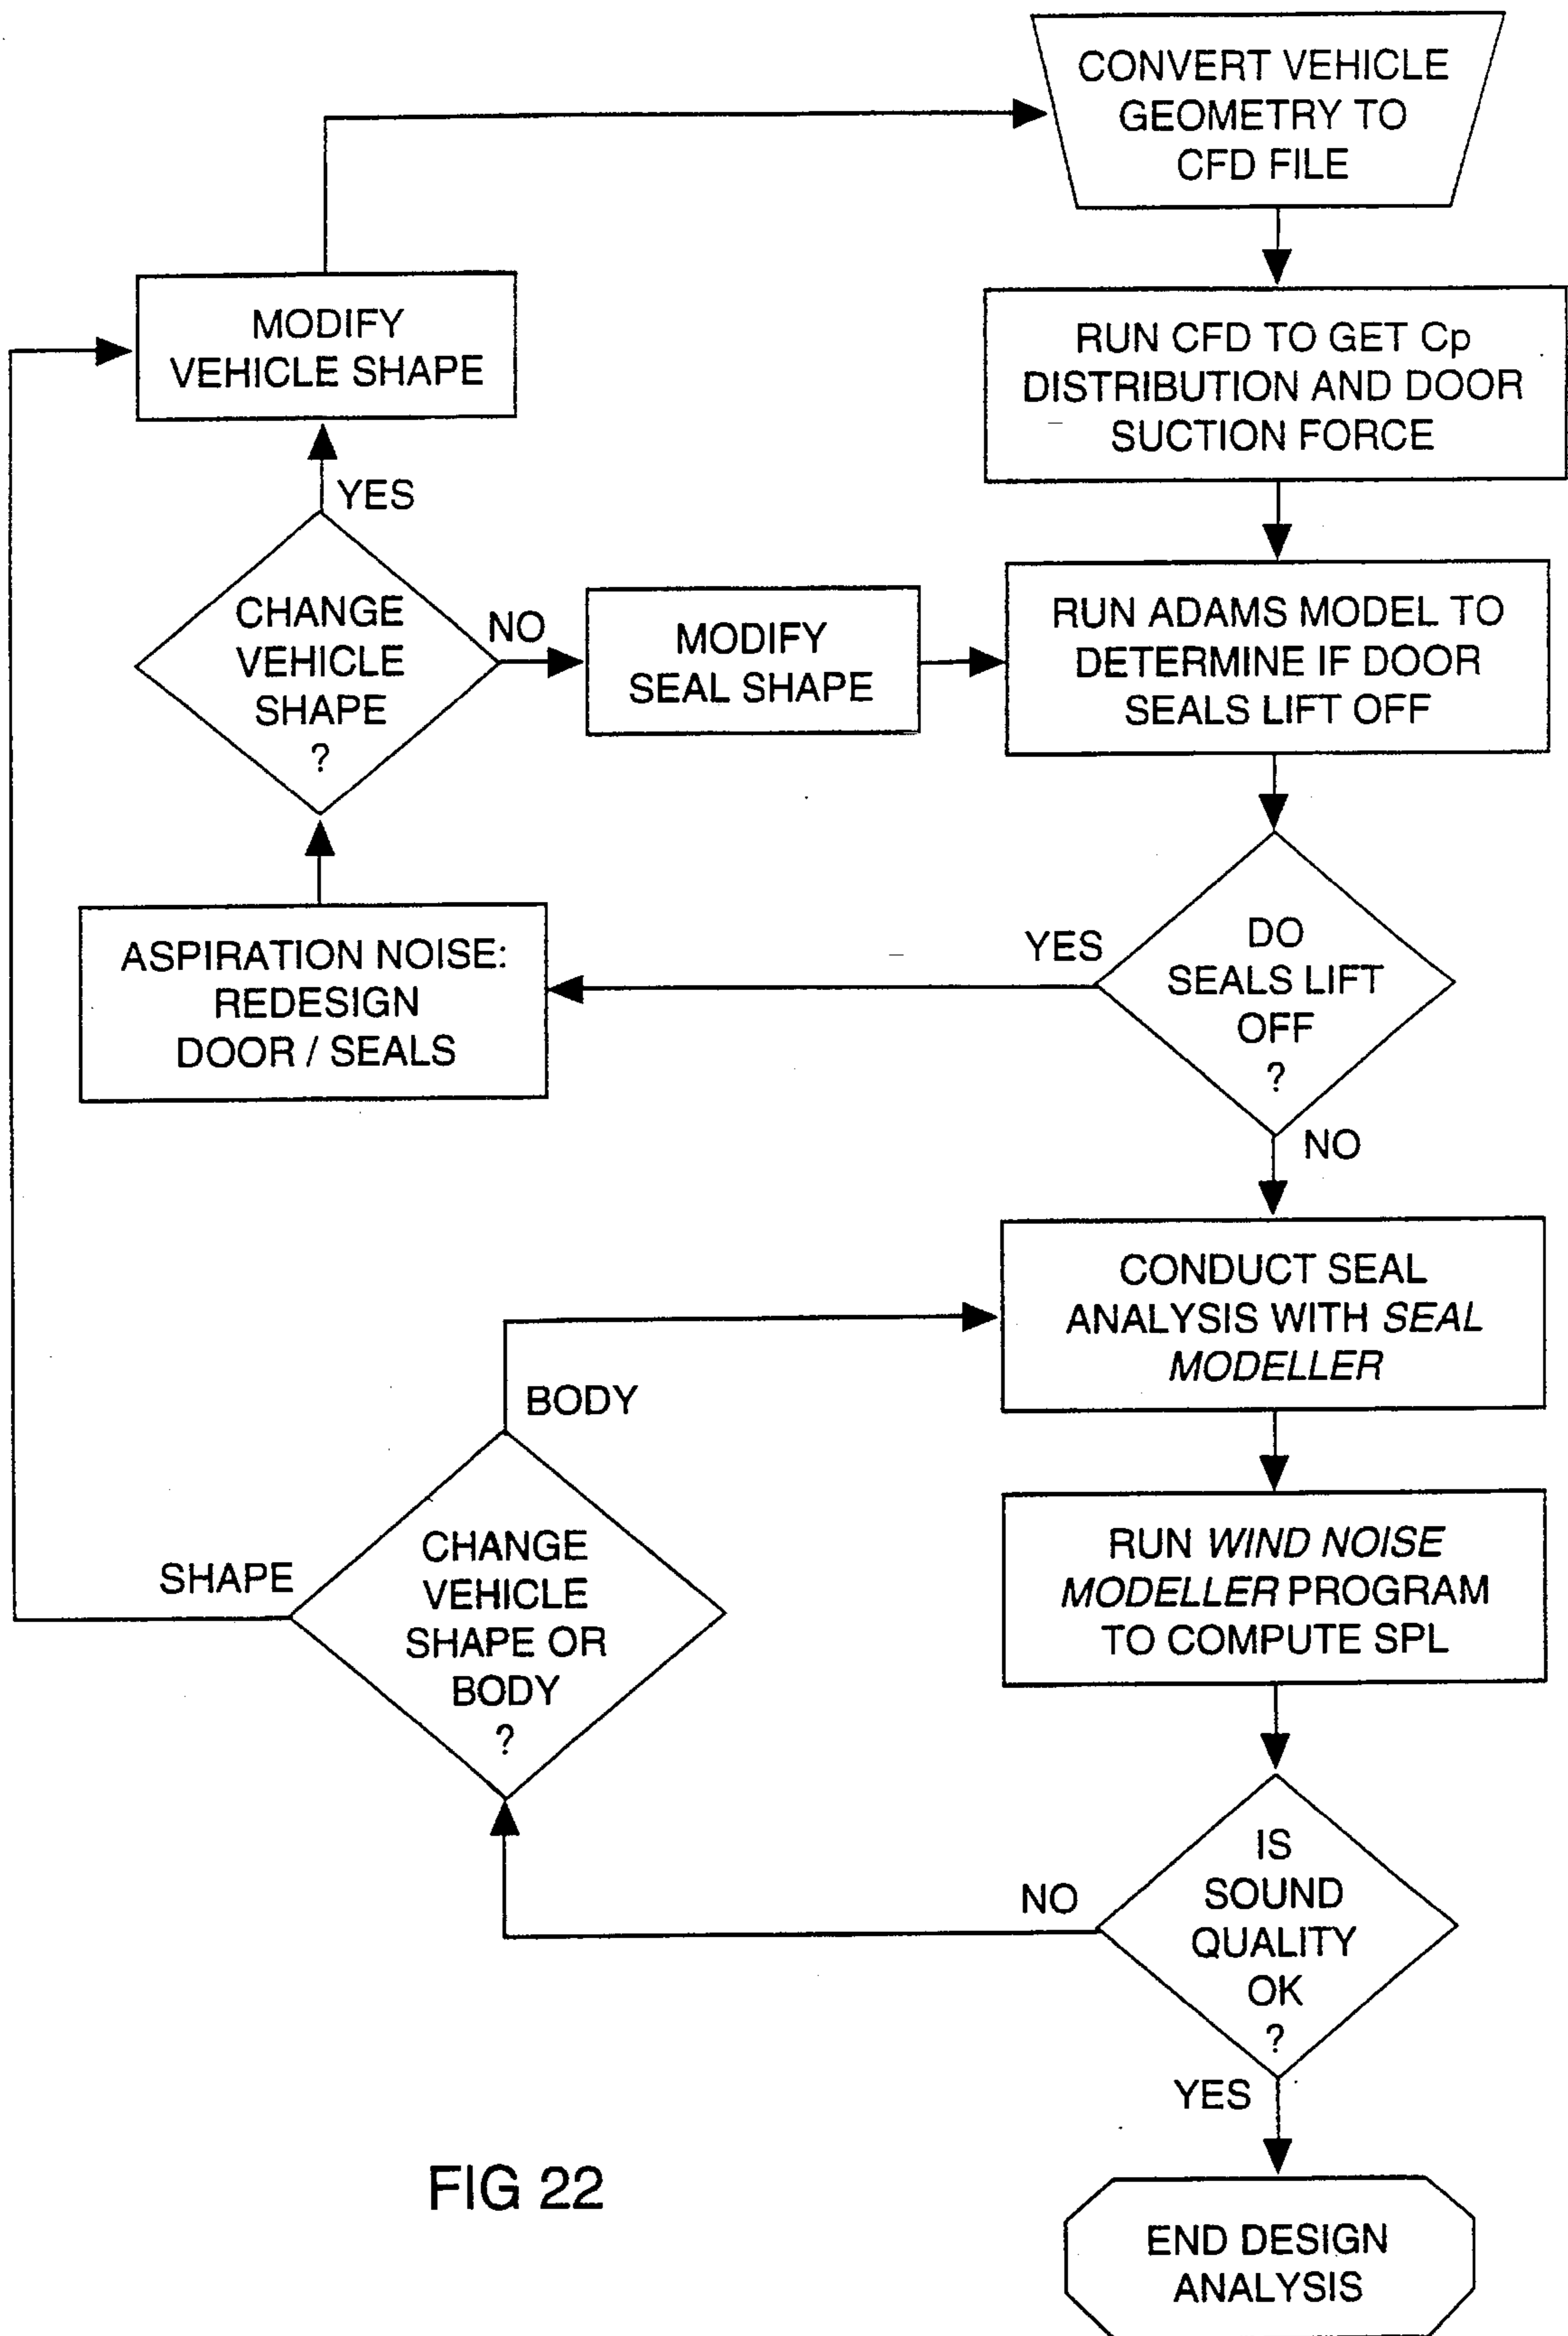 CONVERT VEHICLE
GEOMETRY TO
CFD FILE
MODIFY
VEHICLE SHAPE
RUN CFD TO GET Cp
DISTRIBUTION AND DOOR
SUCTION FORCE
YES
CHANGE
VEHICLE
SHAPE
?
NO
MODIFY
SEAL SHAPE
RUN ADAMS MODEL TO
DETERMINE IF DOOR
SEALS LIFT OFF
ASPIRATION NOISE:
REDESIGN
DOOR / SEALS
YES
DO
SEALS LIFT
OFF
?
NO
CONDUCT SEAL
ANALYSIS WITH SEAL
MODELLER
BODY
SHAPE
CHANGE
VEHICLE
SHAPE OR
BODY
?
RUN WIND NOISE
MODELLER PROGRAM
TO COMPUTE SPL
NO
IS
SOUND
QUALITY
OK
?
YES
FIG 22
END DESIGN
ANALYSIS